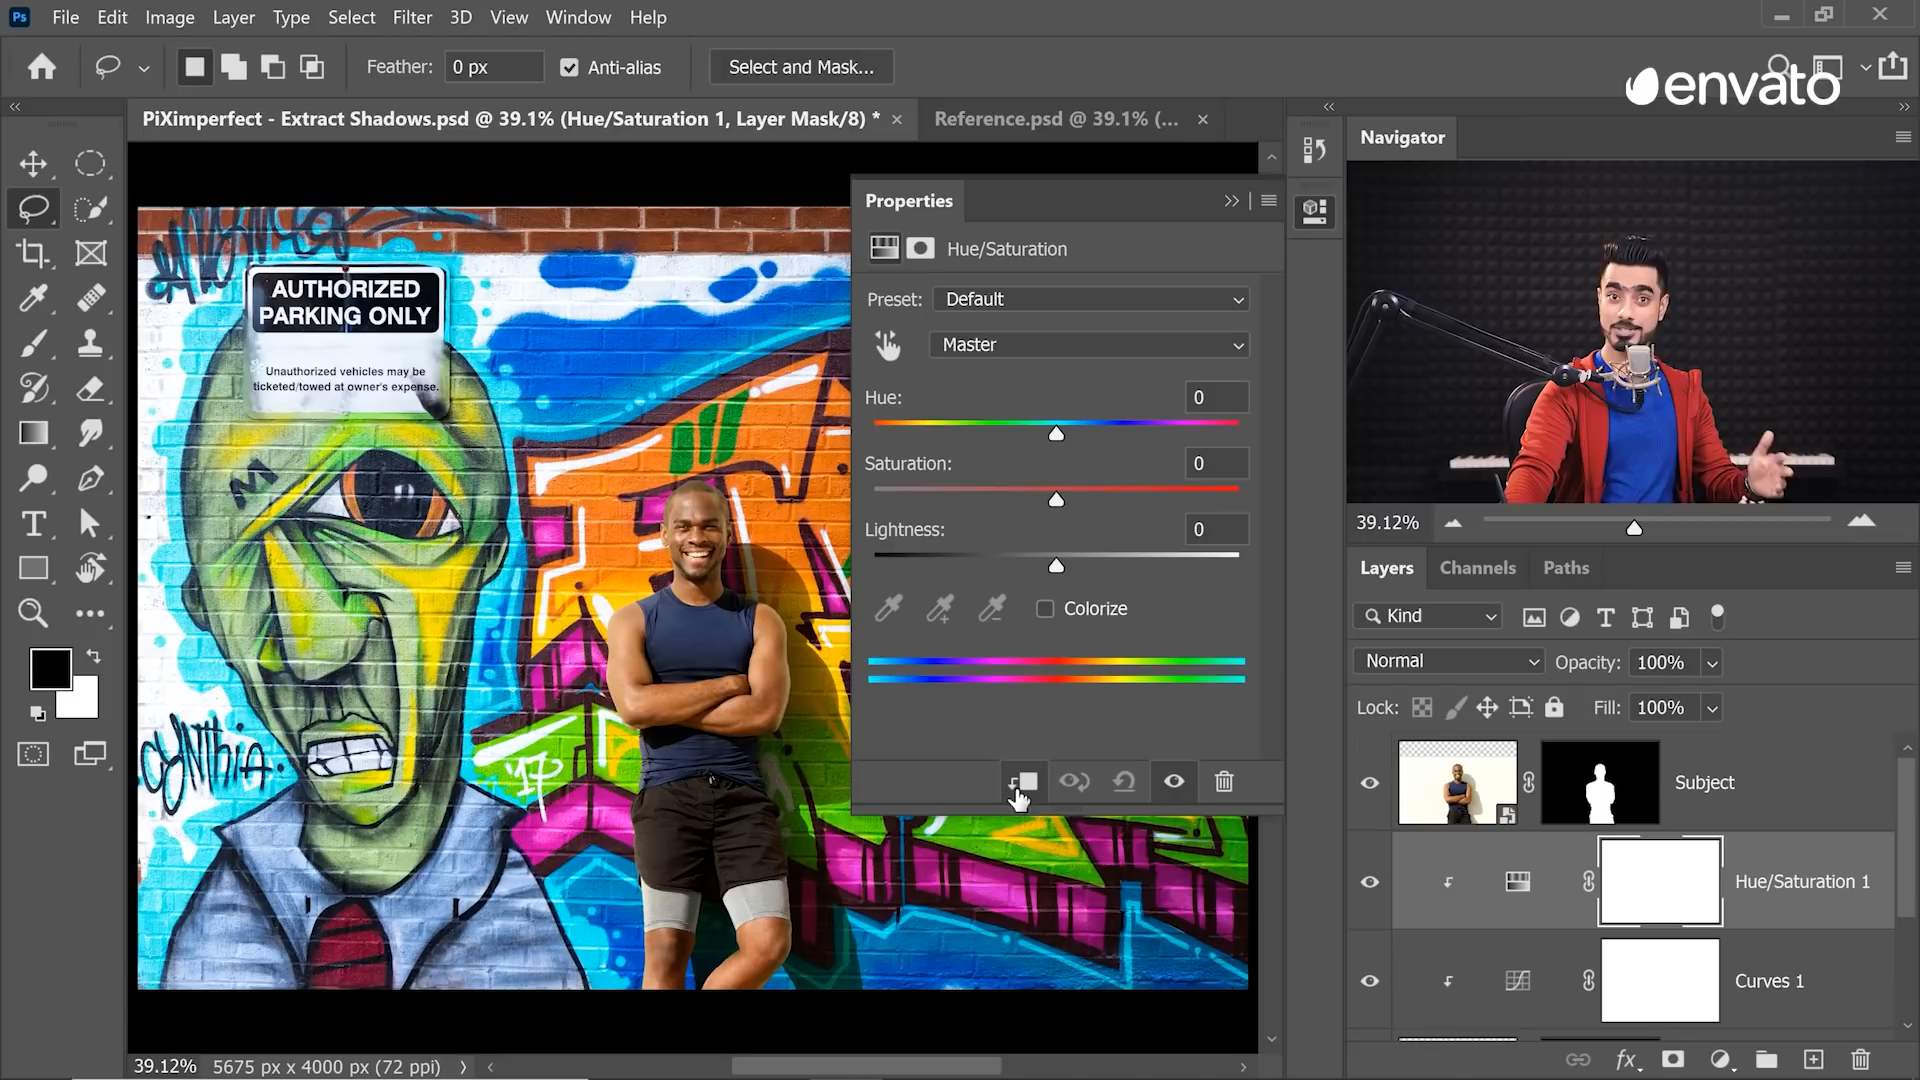 Ps File Edit Image Layer Type Select Filter 3D View Window Help
Feather: 0 px Anti-alias Select and Mask...
envato
PiXimperfect - Extract Shadows.psd @ 39.1% (Hue/Saturation 1, Layer Mask/8) *
Reference.psd @ 39.1% (...
Navigator
Properties
Hue/Saturation
Preset: Default
Master
Hue: 0
Saturation: 0
Lightness: 0
Colorize
AUTHORIZED
PARKING ONLY
Unauthorized vehicles may be
ticketed/towed at owner's expense.
CYNTHIA.
'17
39.12%
Layers Channels Paths
Kind
Normal Opacity: 100%
Lock: Fill: 100%
Subject
Hue/Saturation 1
Curves 1
fx
39.12% 5675 px x 4000 px (72 ppi)